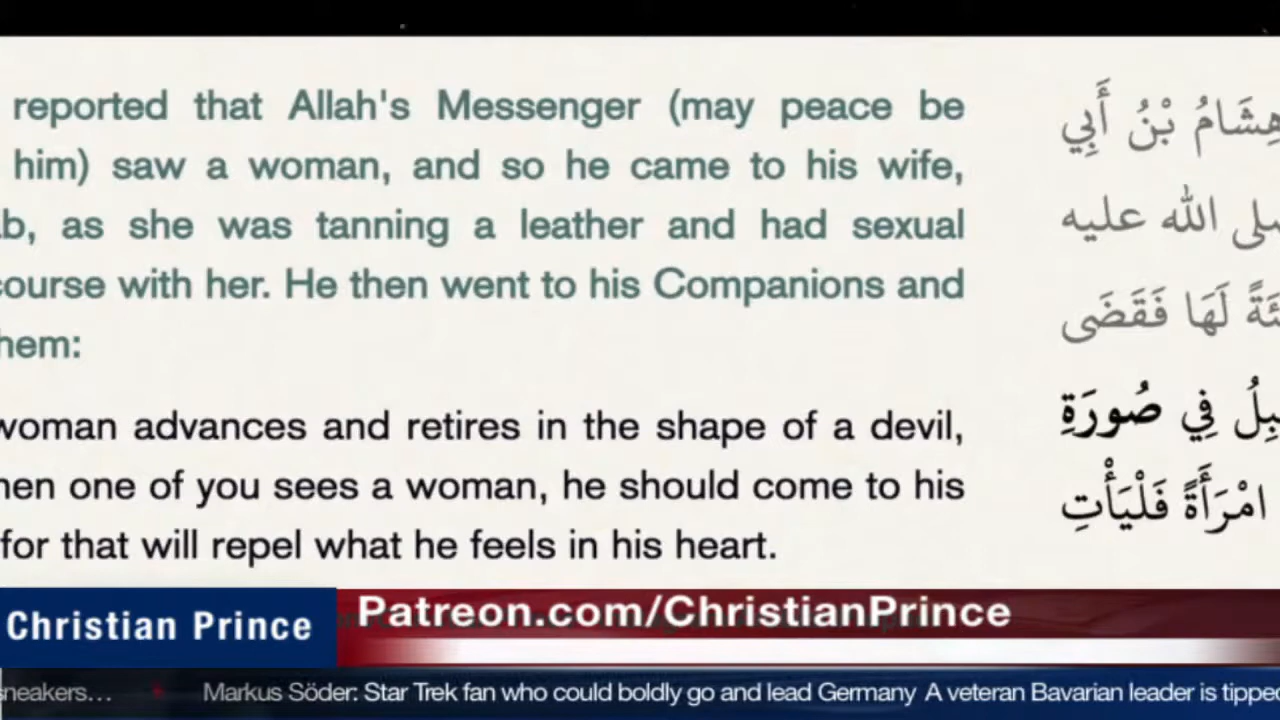 reported that Allah's Messenger (may peace be
him) saw a woman, and so he came to his wife,
ab, as she was tanning a leather and had sexual
course with her. He then went to his Companions and
hem:
woman advances and retires in the shape of a devil,
hen one of you sees a woman, he should come to his
for that will repel what he feels in his heart.
هِشَامُ بْنُ أَبِي
صلى الله عليه
لَهَا فَقَضَى
فِي صُورَةِ
امْرَأَةً فَلْيَأْتِ
Christian Prince
Patreon.com/ChristianPrince
sneakers... Markus Söder: Star Trek fan who could boldly go and lead Germany A veteran Bavarian leader is tippe